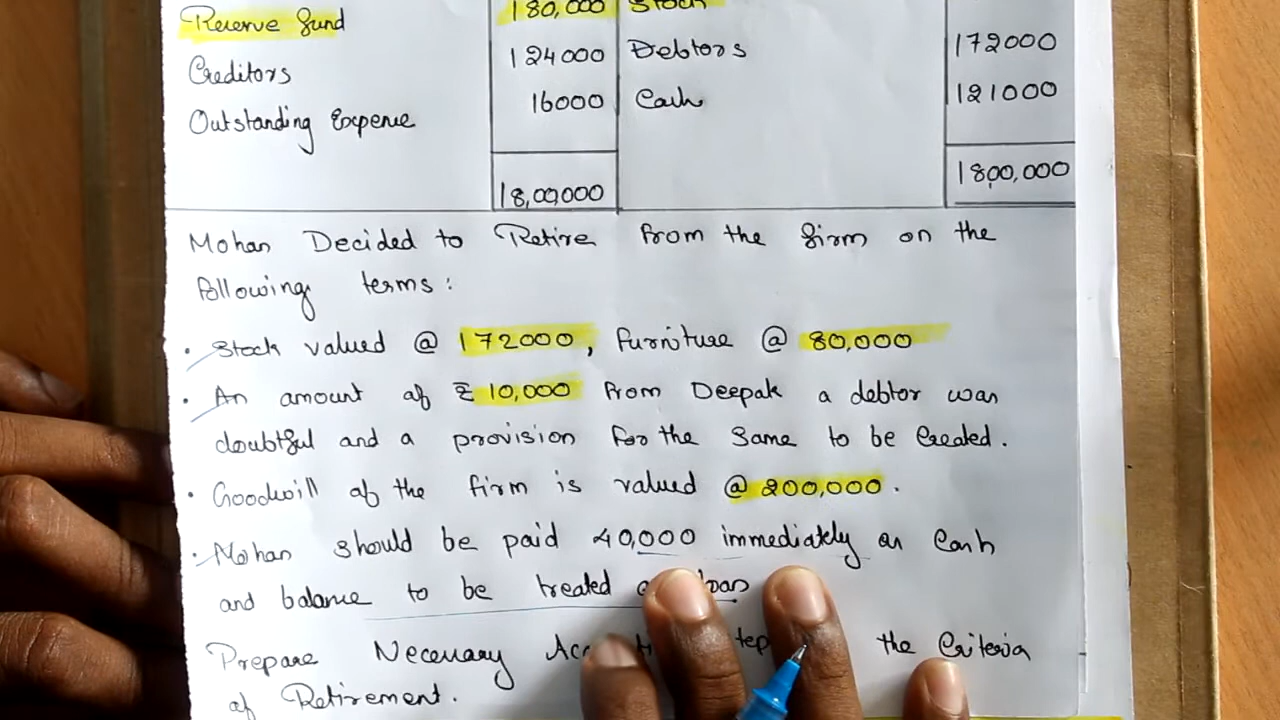 Reserve fund 180,000 Stock
Creditors 124000 Debtors 172000
Outstanding Expense 16000 Cash 121000
18,00,000 1800,000
Mohan Decided to Retire from the firm on the
following terms :
• Stock valued @ 172000, furniture @ 80,000
• An amount of ₹ 10,000 from Deepak a debtor was
doubtful and a provision for the same to be Created.
• Goodwill of the firm is valued @ 200,000.
• Mohan should be paid 40,000 immediately as Cash
and balance to be treated loan
Prepare Necessary the Criteria
of Retirement.